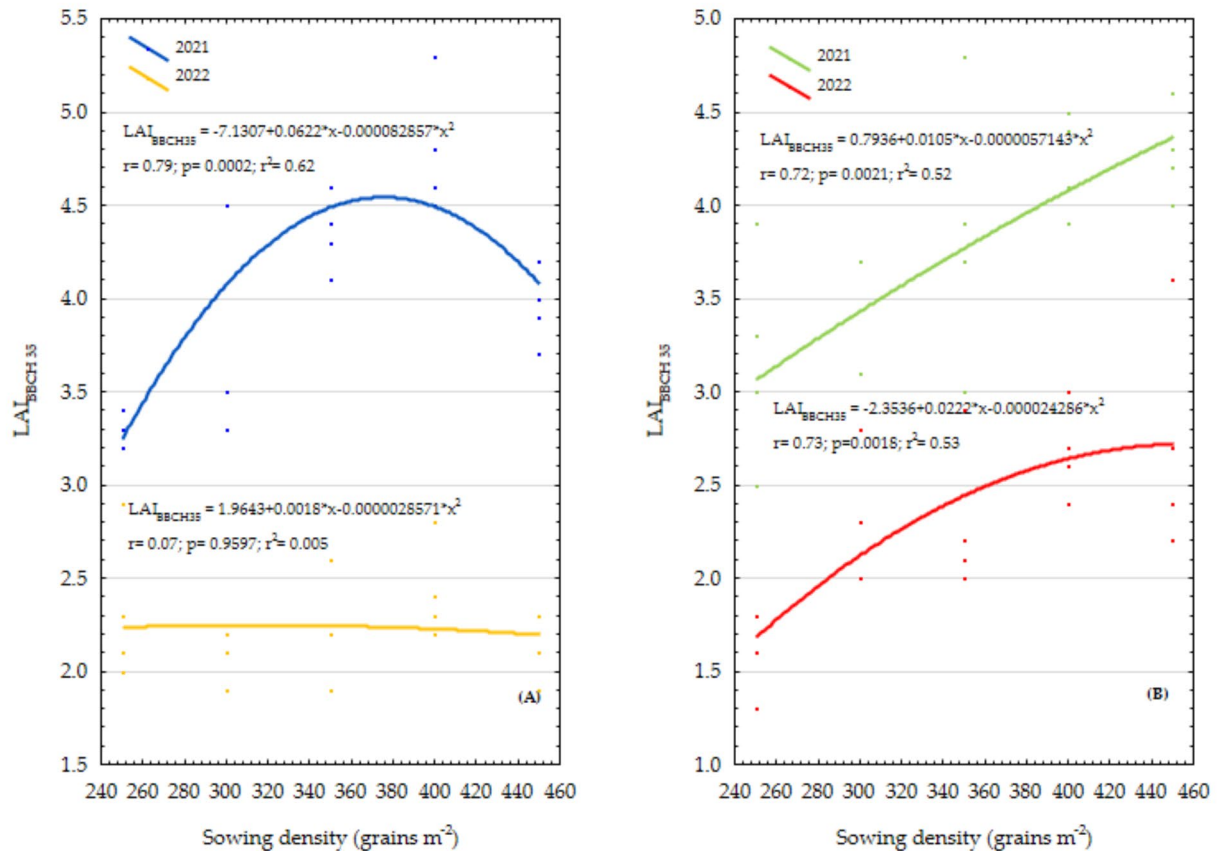 2021
2022
LAI_BBCH35 = -7.1307+0.0622*x-0.000082857*x²
r= 0.79; p= 0.0002; r²= 0.62
LAI_BBCH35 = 1.9643+0.0018*x-0.0000028571*x²
r= 0.07; p= 0.9597; r²= 0.005
(A)
LAI_BBCH 35
5.5
5.0
4.5
4.0
3.5
3.0
2.5
2.0
1.5
240 260 280 300 320 340 360 380 400 420 440 460
Sowing density (grains m⁻²)
2021
2022
LAI_BBCH35 = 0.7936+0.0105*x-0.0000057143*x²
r= 0.72; p= 0.0021; r²= 0.52
LAI_BBCH35 = -2.3536+0.0222*x-0.000024286*x²
r= 0.73; p=0.0018; r²= 0.53
(B)
LAI_BBCH 35
5.0
4.5
4.0
3.5
3.0
2.5
2.0
1.5
1.0
240 260 280 300 320 340 360 380 400 420 440 460
Sowing density (grains m⁻²)